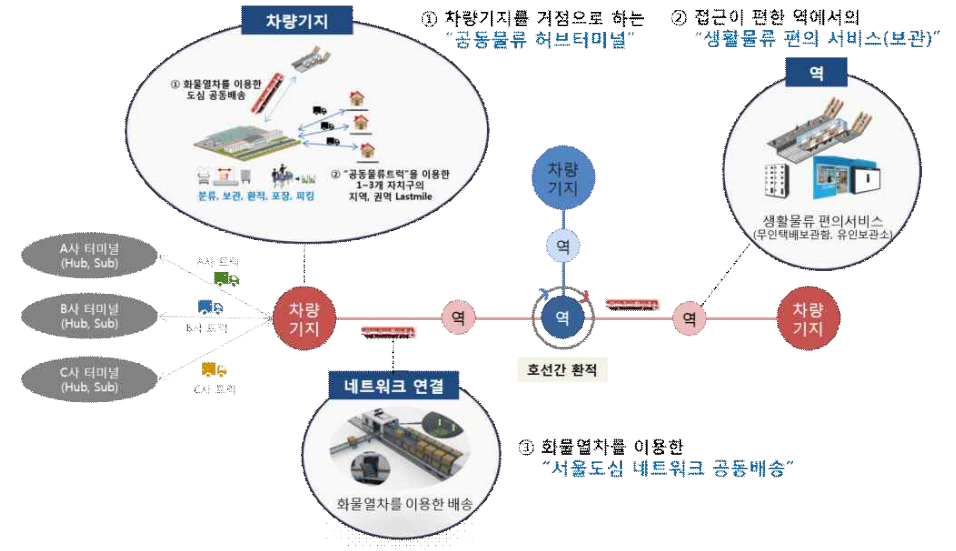 ① 차량기지를 거점으로 하는
“공동물류 허브터미널”
② 접근이 편한 역에서의
“생활물류 편의 서비스(보관)”
차량기지
① 화물열차를 이용한
도심 공동배송
② “공동물류트럭”을 이용한
1~3개 자치구의
지역, 권역 Lastmile
분류, 보관, 환적, 포장, 피킹
역
생활물류 편의서비스
(무인택배보관함, 유인보관소)
차량
기지
역
A사 터미널
(Hub, Sub)
A사 트럭
B사 터미널
(Hub, Sub)
B사 트럭
C사 터미널
(Hub, Sub)
C사 트럭
차량
기지
역
역
역
차량
기지
호선간 환적
네트워크 연결
화물열차를 이용한 배송
③ 화물열차를 이용한
“서울도심 네트워크 공동배송”